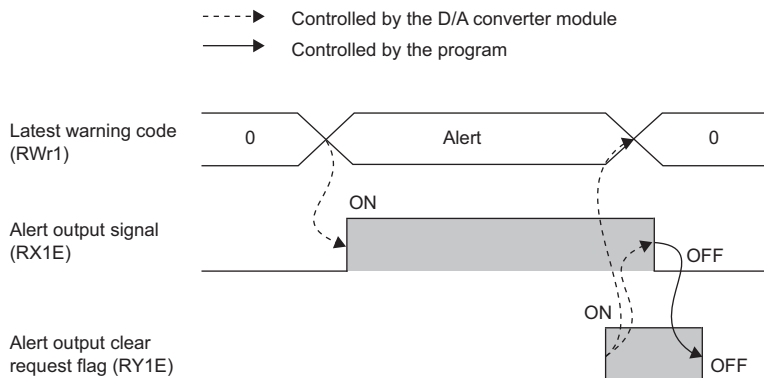 Controlled by the D/A converter module
Controlled by the program
Latest warning code
(RWr1)
0
Alert
0
Alert output signal
(RX1E)
ON
OFF
Alert output clear
request flag (RY1E)
ON
OFF